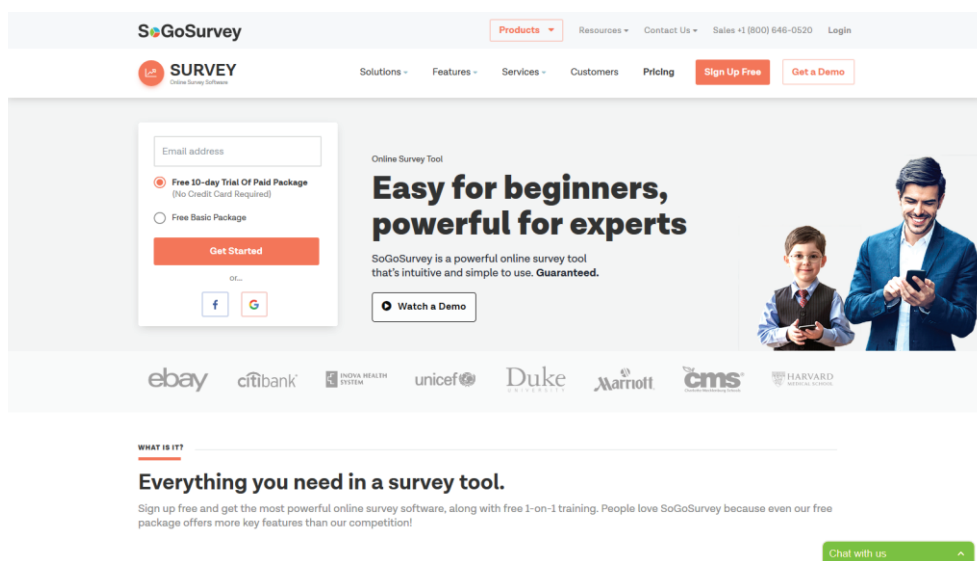 SoGoSurvey
Products
Resources
Contact Us
Sales +1 (800) 646-0520
Login
SURVEY
Online Survey Software
Solutions
Features
Services
Customers
Pricing
Sign Up Free
Get a Demo
Email address
Free 10-day Trial Of Paid Package
(No Credit Card Required)
Free Basic Package
Get Started
or...
f
G
Online Survey Tool
Easy for beginners,
powerful for experts
SoGoSurvey is a powerful online survey tool
that's intuitive and simple to use. Guaranteed.
Watch a Demo
ebay
citibank
INOVA HEALTH
SYSTEM
unicef
Duke
UNIVERSITY
Marriott
cms
Charlotte-Mecklenburg Schools
HARVARD
MEDICAL SCHOOL
WHAT IS IT?
Everything you need in a survey tool.
Sign up free and get the most powerful online survey software, along with free 1-on-1 training. People love SoGoSurvey because even our free
package offers more key features than our competition!
Chat with us